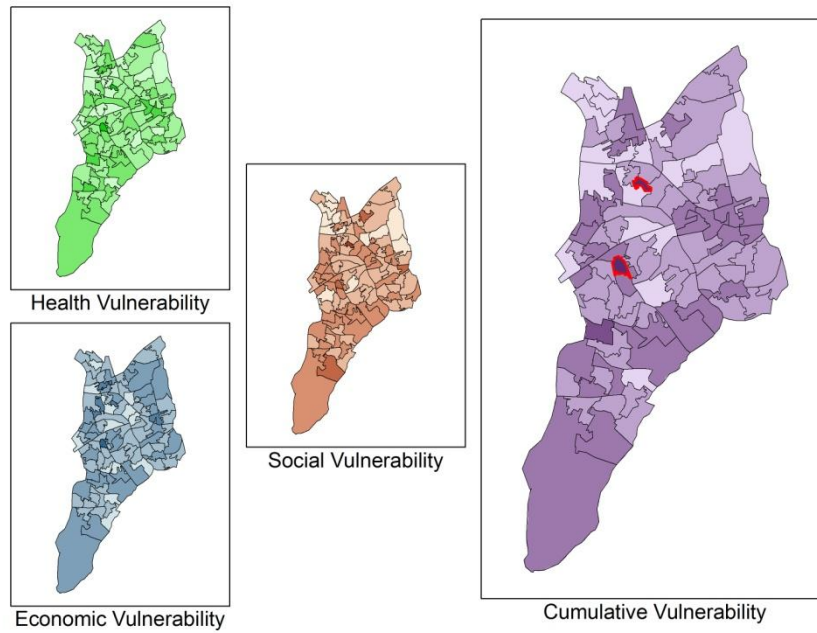 Health Vulnerability
Social Vulnerability
Economic Vulnerability
Cumulative Vulnerability